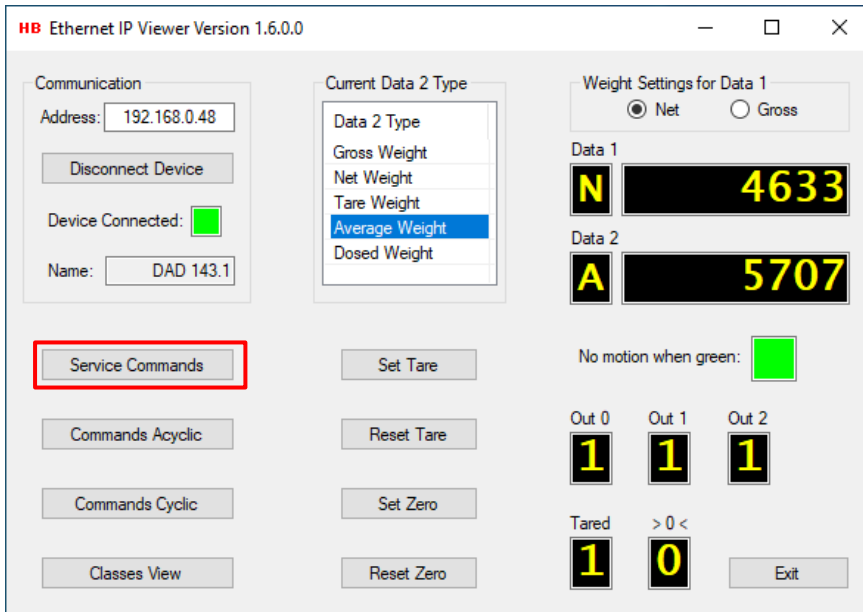 HB Ethernet IP Viewer Version 1.6.0.0
Communication
Address: 192.168.0.48
Disconnect Device
Device Connected:
Name: DAD 143.1
Current Data 2 Type
Data 2 Type
Gross Weight
Net Weight
Tare Weight
Average Weight
Dosed Weight
Weight Settings for Data 1
Net Gross
Data 1
N 4633
Data 2
A 5707
Service Commands
Commands Acyclic
Commands Cyclic
Classes View
Set Tare
Reset Tare
Set Zero
Reset Zero
No motion when green:
Out 0 Out 1 Out 2
1 1 1
Tared > 0 <
1 0
Exit